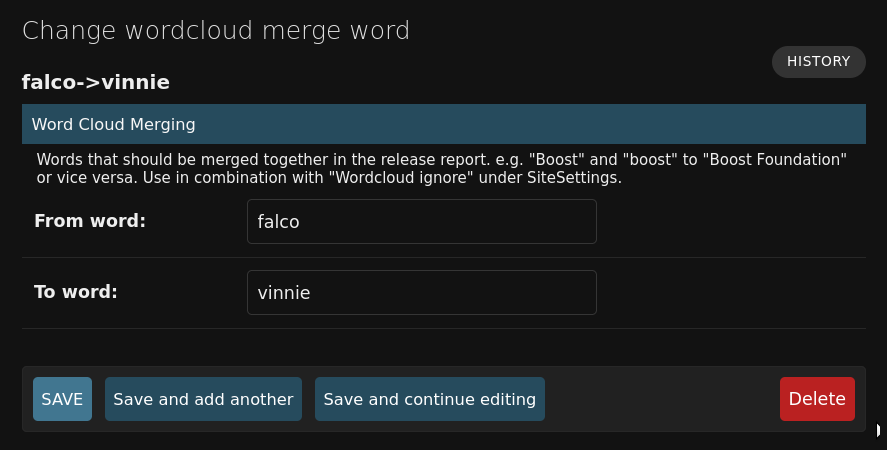 Change wordcloud merge word
HISTORY
falco->vinnie
Word Cloud Merging
Words that should be merged together in the release report. e.g. "Boost" and "boost" to "Boost Foundation"
or vice versa. Use in combination with "Wordcloud ignore" under SiteSettings.
From word:
falco
To word:
vinnie
SAVE
Save and add another
Save and continue editing
Delete